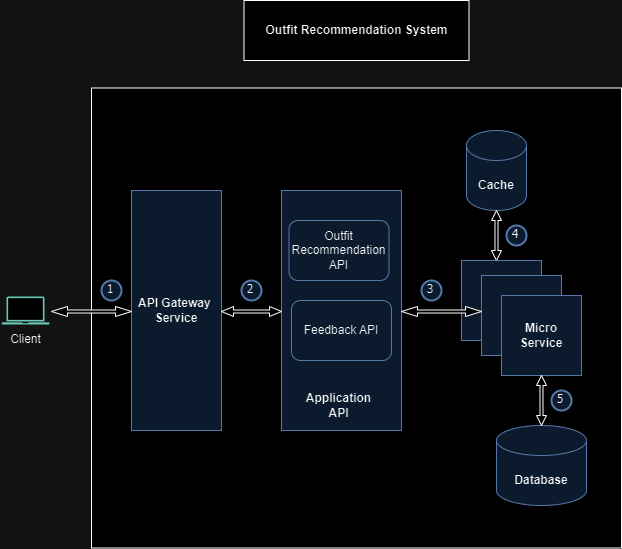 Outfit Recommendation System
Cache
4
Outfit
Recommendation
API
1
2
3
API Gateway
Service
Feedback API
Micro
Service
Client
Application
API
5
Database